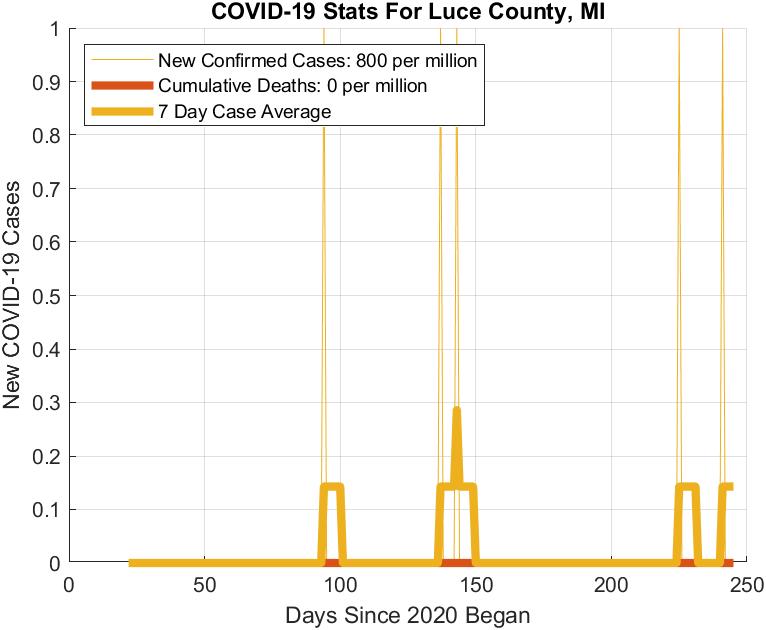 COVID-19 Stats For Luce County, MI
New Confirmed Cases: 800 per million
Cumulative Deaths: 0 per million
7 Day Case Average
New COVID-19 Cases
1
0.9
0.8
0.7
0.6
0.5
0.4
0.3
0.2
0.1
0
0 50 100 150 200 250
Days Since 2020 Began